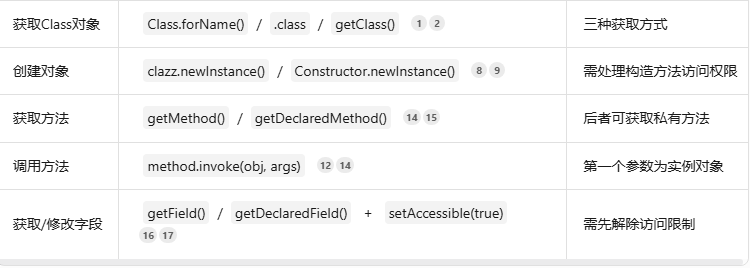 获取Class对象 Class.forName() / .class / getClass() 1 2 三种获取方式
创建对象 clazz.newInstance() / Constructor.newInstance() 8 9 需处理构造方法访问权限
获取方法 getMethod() / getDeclaredMethod() 14 15 后者可获取私有方法
调用方法 method.invoke(obj, args) 12 14 第一个参数为实例对象
获取/修改字段 getField() / getDeclaredField() + setAccessible(true) 需先解除访问限制
16 17